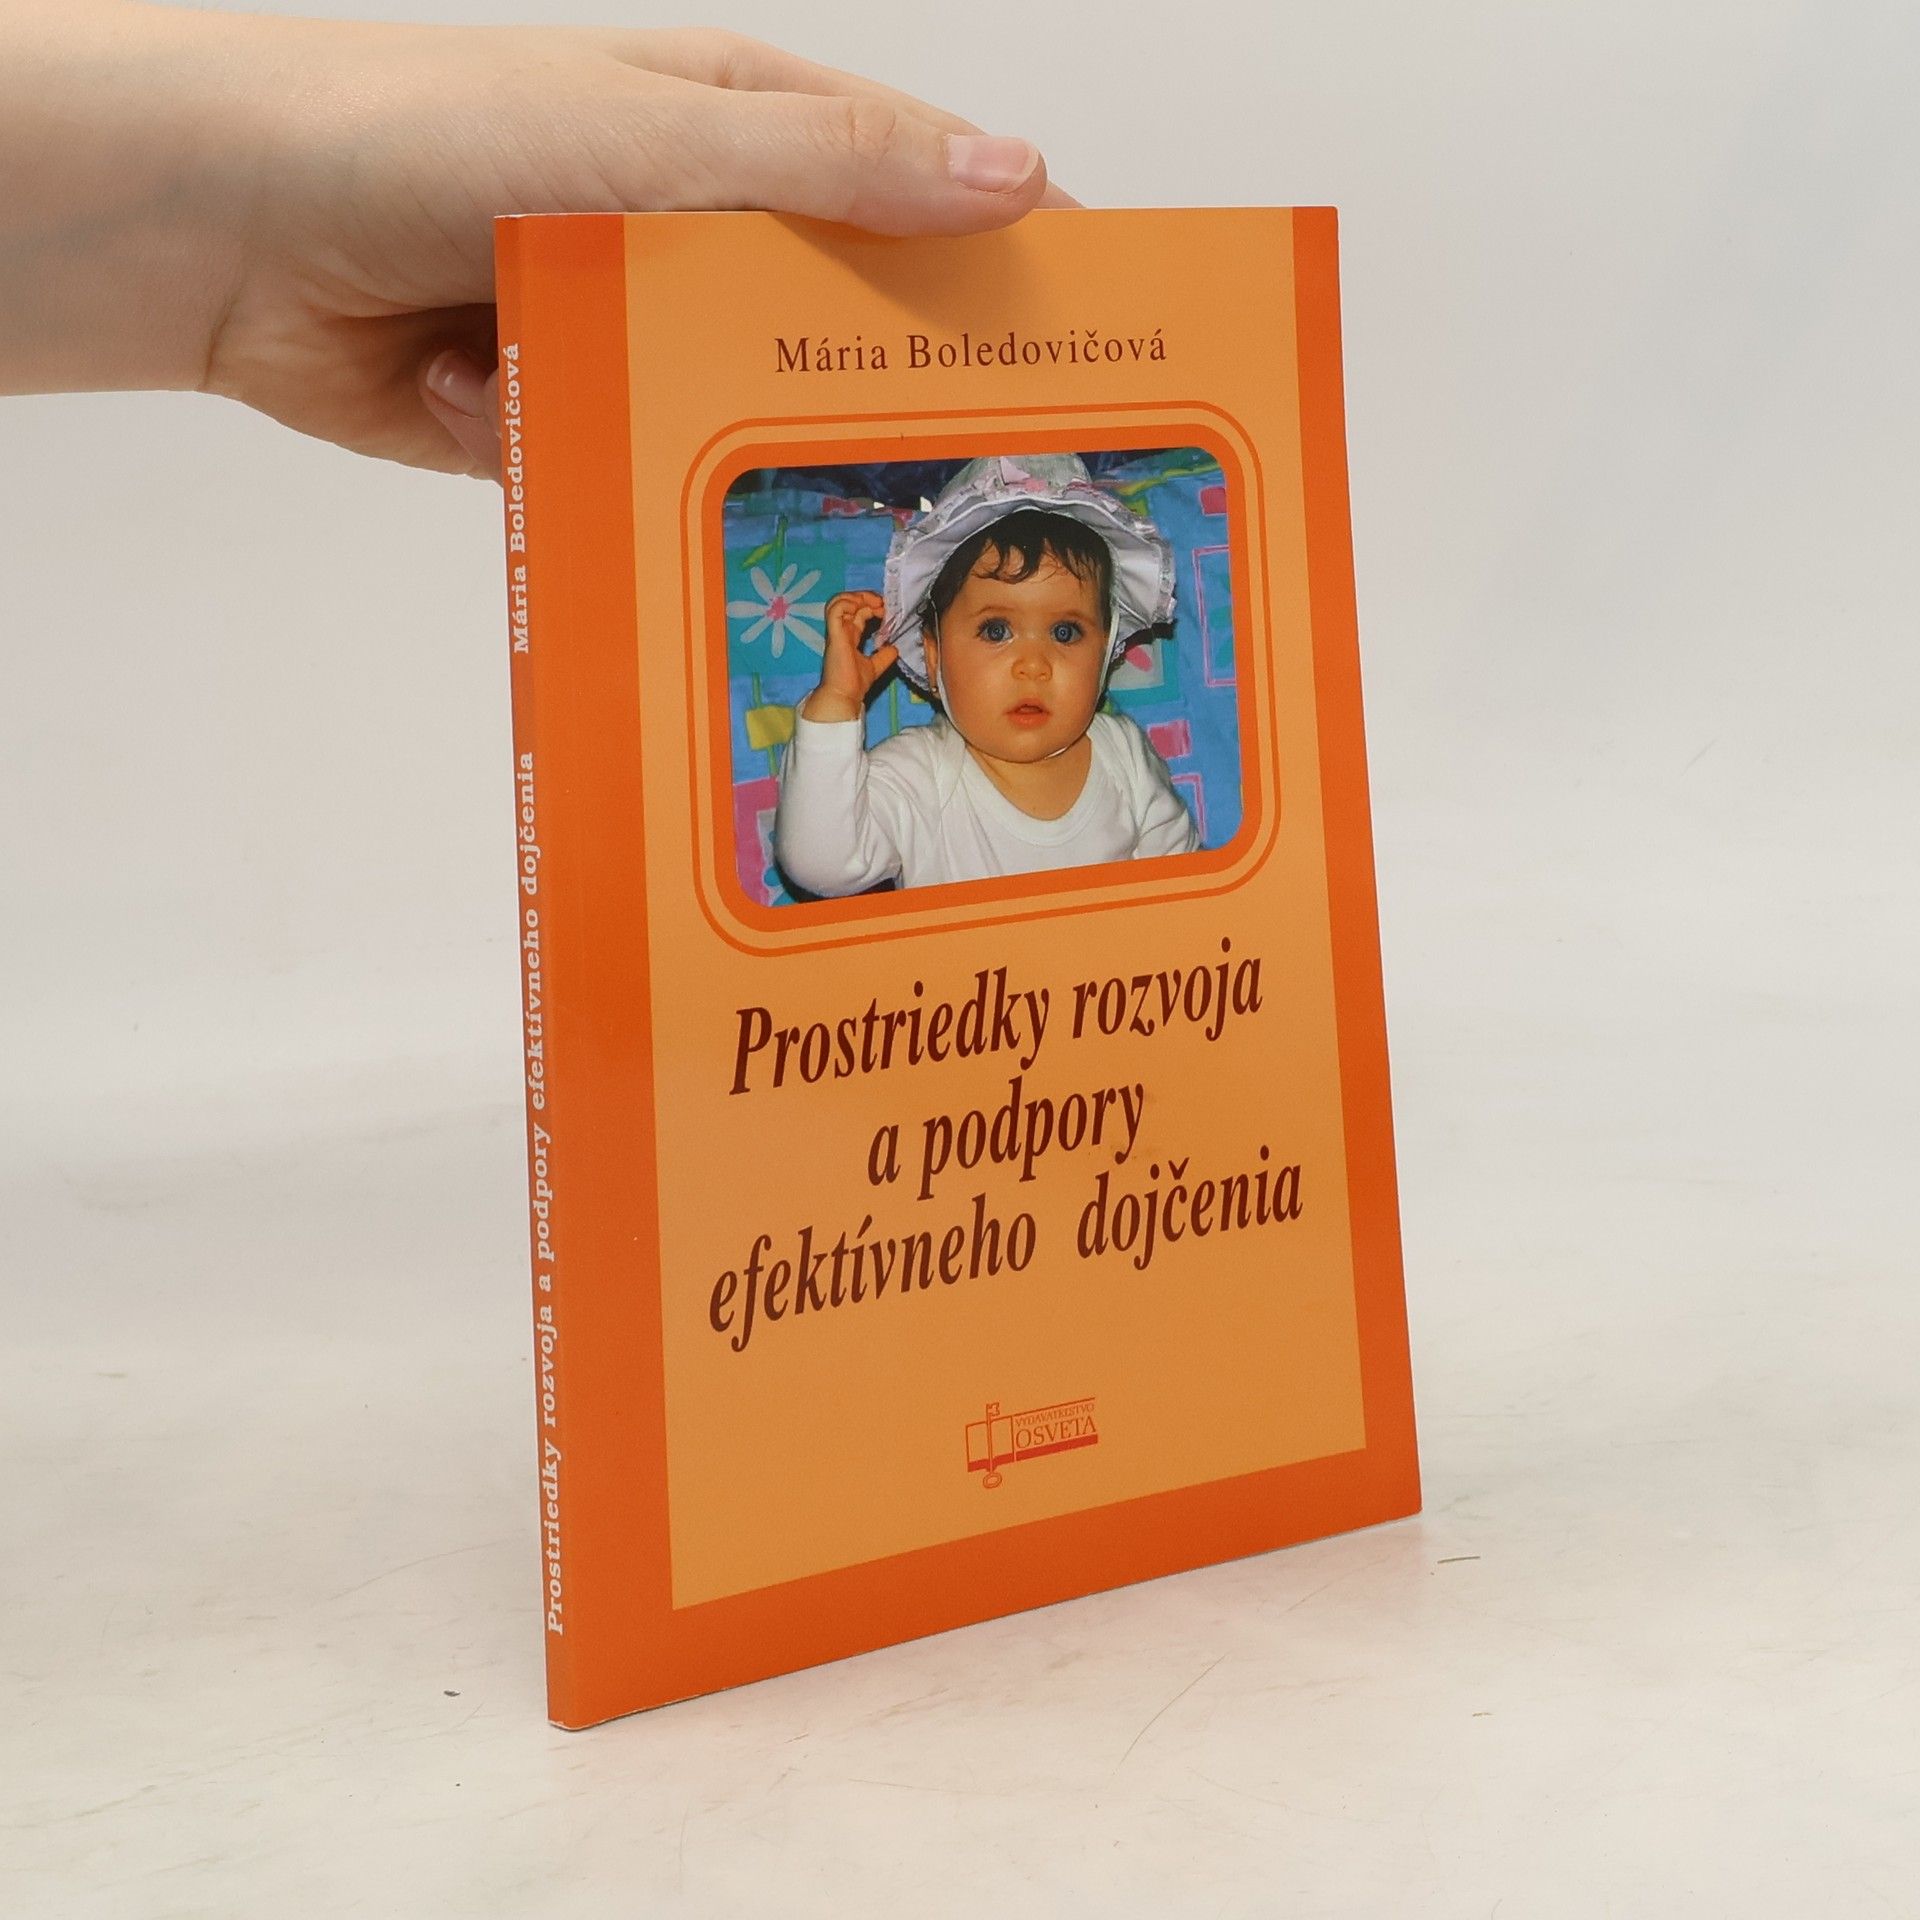 Mária Boledovičová
Prostriedky rozvoja
a podpory
efektívneho dojčenia
VYDAVATEĽSTVO
OSVETA
Prostriedky rozvoja a podpory efektívneho dojčenia Mária Boledovičová